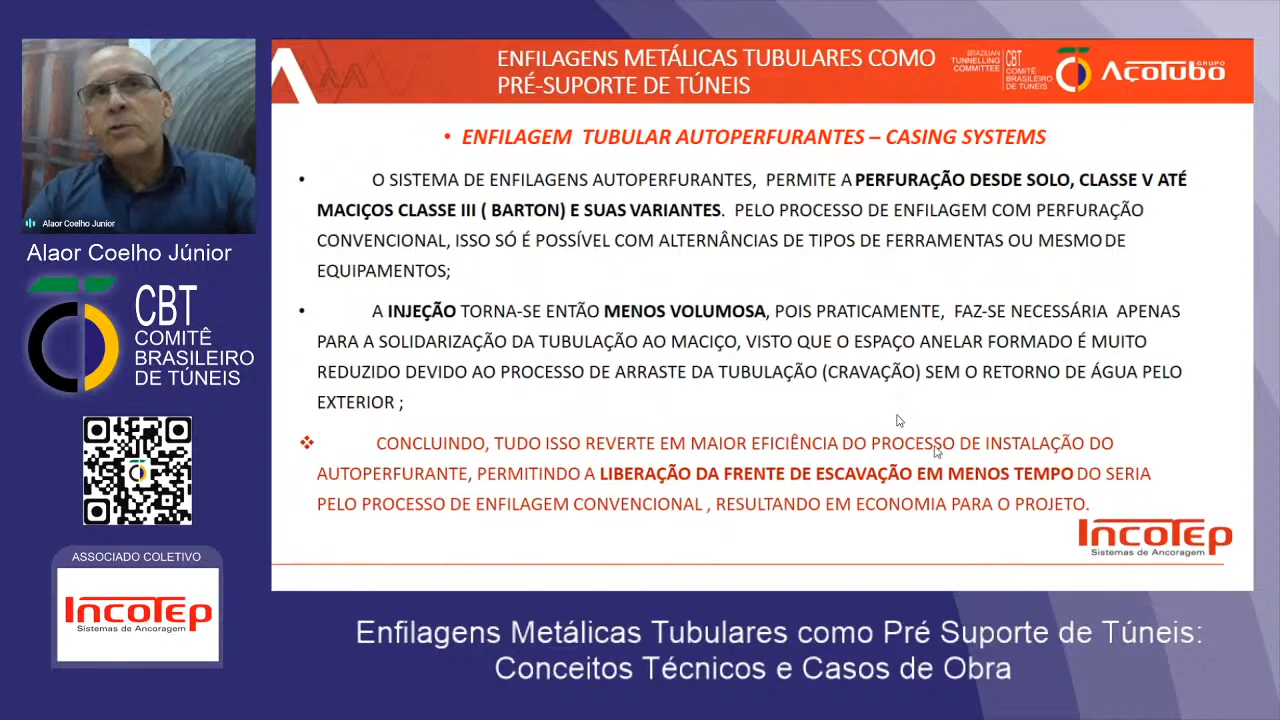 Alaor Coelho Junior
Alaor Coelho Júnior
CBT
COMITÊ
BRASILEIRO
DE TÚNEIS
ASSOCIADO COLETIVO
INCOTEP
Sistemas de Ancoragem
ENFILAGENS METÁLICAS TUBULARES COMO
PRÉ-SUPORTE DE TÚNEIS
BRAZILIAN
TUNNELLING
COMMITTEE
CBT
COMITÊ
BRASILEIRO
DE TÚNEIS
GRUPO
AÇOTUBO
• ENFILAGEM TUBULAR AUTOPERFURANTES – CASING SYSTEMS
• O SISTEMA DE ENFILAGENS AUTOPERFURANTES, PERMITE A PERFURAÇÃO DESDE SOLO, CLASSE V ATÉ
MACIÇOS CLASSE III ( BARTON) E SUAS VARIANTES. PELO PROCESSO DE ENFILAGEM COM PERFURAÇÃO
CONVENCIONAL, ISSO SÓ É POSSÍVEL COM ALTERNÂNCIAS DE TIPOS DE FERRAMENTAS OU MESMO DE
EQUIPAMENTOS;
• A INJEÇÃO TORNA-SE ENTÃO MENOS VOLUMOSA, POIS PRATICAMENTE, FAZ-SE NECESSÁRIA APENAS
PARA A SOLIDARIZAÇÃO DA TUBULAÇÃO AO MACIÇO, VISTO QUE O ESPAÇO ANELAR FORMADO É MUITO
REDUZIDO DEVIDO AO PROCESSO DE ARRASTE DA TUBULAÇÃO (CRAVAÇÃO) SEM O RETORNO DE ÁGUA PELO
EXTERIOR ;
❖ CONCLUINDO, TUDO ISSO REVERTE EM MAIOR EFICIÊNCIA DO PROCESSO DE INSTALAÇÃO DO
AUTOPERFURANTE, PERMITINDO A LIBERAÇÃO DA FRENTE DE ESCAVAÇÃO EM MENOS TEMPO DO SERIA
PELO PROCESSO DE ENFILAGEM CONVENCIONAL , RESULTANDO EM ECONOMIA PARA O PROJETO.
INCOTEP
Sistemas de Ancoragem
Enfilagens Metálicas Tubulares como Pré Suporte de Túneis:
Conceitos Técnicos e Casos de Obra